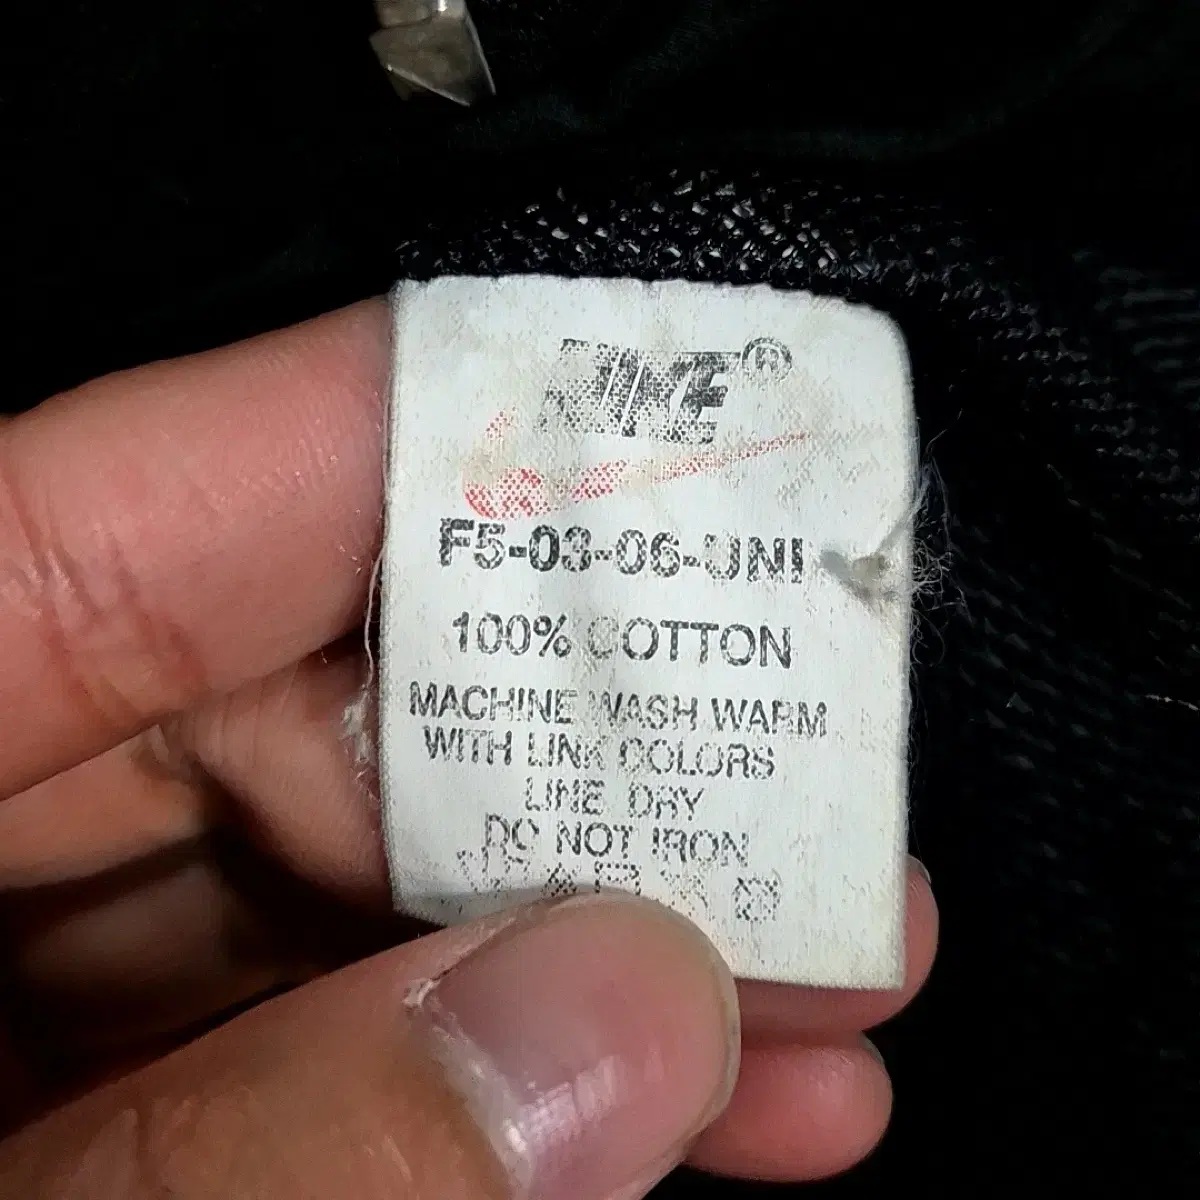 NIKE®
F5-03-06-UNI
100% COTTON
MACHINE WASH WARM
WITH LINK COLORS
LINE DRY
DO NOT IRON